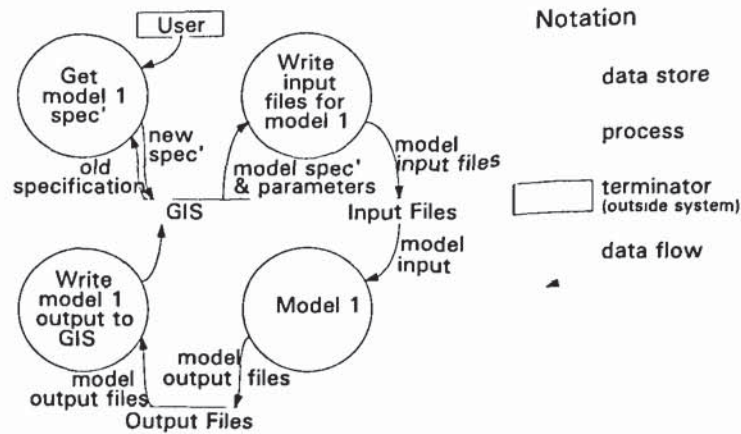 User
Notation
Get
model 1
spec'
Write
input
files for
model 1
data store
process
new
spec'
old
specification
model spec'
& parameters
model
input files
terminator
(outside system)
GIS
Input Files
model
input
data flow
Write
model 1
output to
GIS
Model 1
model
output files
model
output files
Output Files